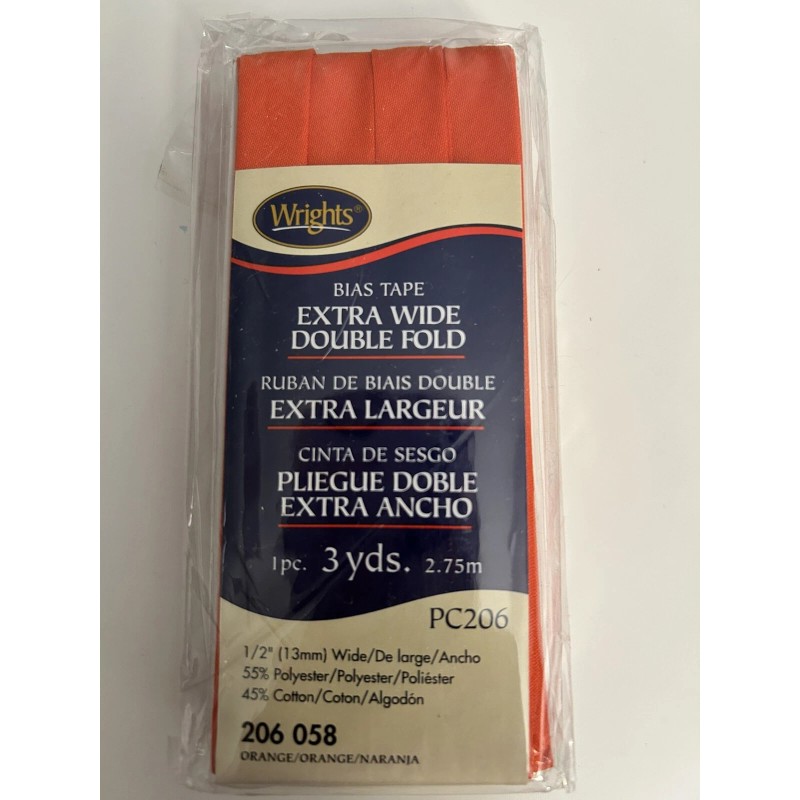 Wrights®
BIAS TAPE
EXTRA WIDE
DOUBLE FOLD
RUBAN DE BIAIS DOUBLE
EXTRA LARGEUR
CINTA DE SESGO
PLIEGUE DOBLE
EXTRA ANCHO
1pc. 3 yds. 2.75m
PC206
1/2" (13mm) Wide/De large/Ancho
55% Polyester/Polyester/Poliéster
45% Cotton/Coton/Algodón
206 058
ORANGE/ORANGE/NARANJA